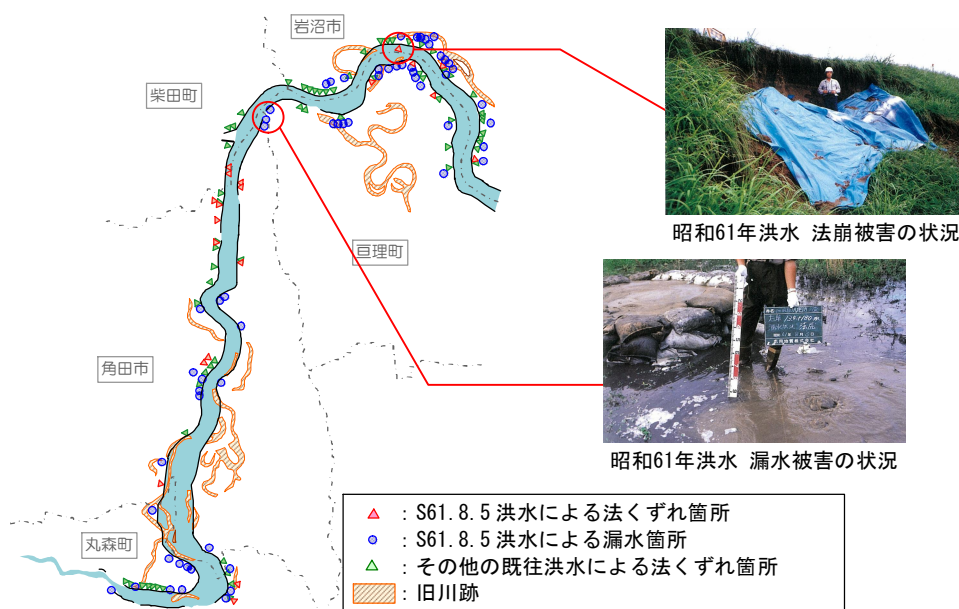 岩沼市
柴田町
亘理町
角田市
丸森町
昭和61年洪水 法崩被害の状況
昭和61年洪水 漏水被害の状況
：S61.8.5 洪水による法くずれ箇所
：S61.8.5 洪水による漏水箇所
：その他の既往洪水による法くずれ箇所
：旧川跡